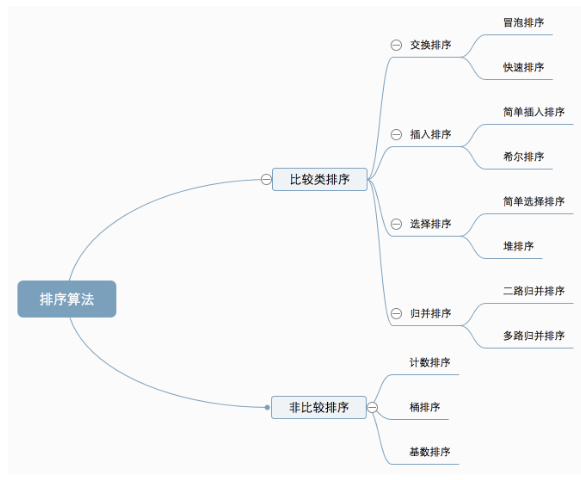 排序算法
比较类排序
交换排序
冒泡排序
快速排序
插入排序
简单插入排序
希尔排序
选择排序
简单选择排序
堆排序
归并排序
二路归并排序
多路归并排序
非比较排序
计数排序
桶排序
基数排序